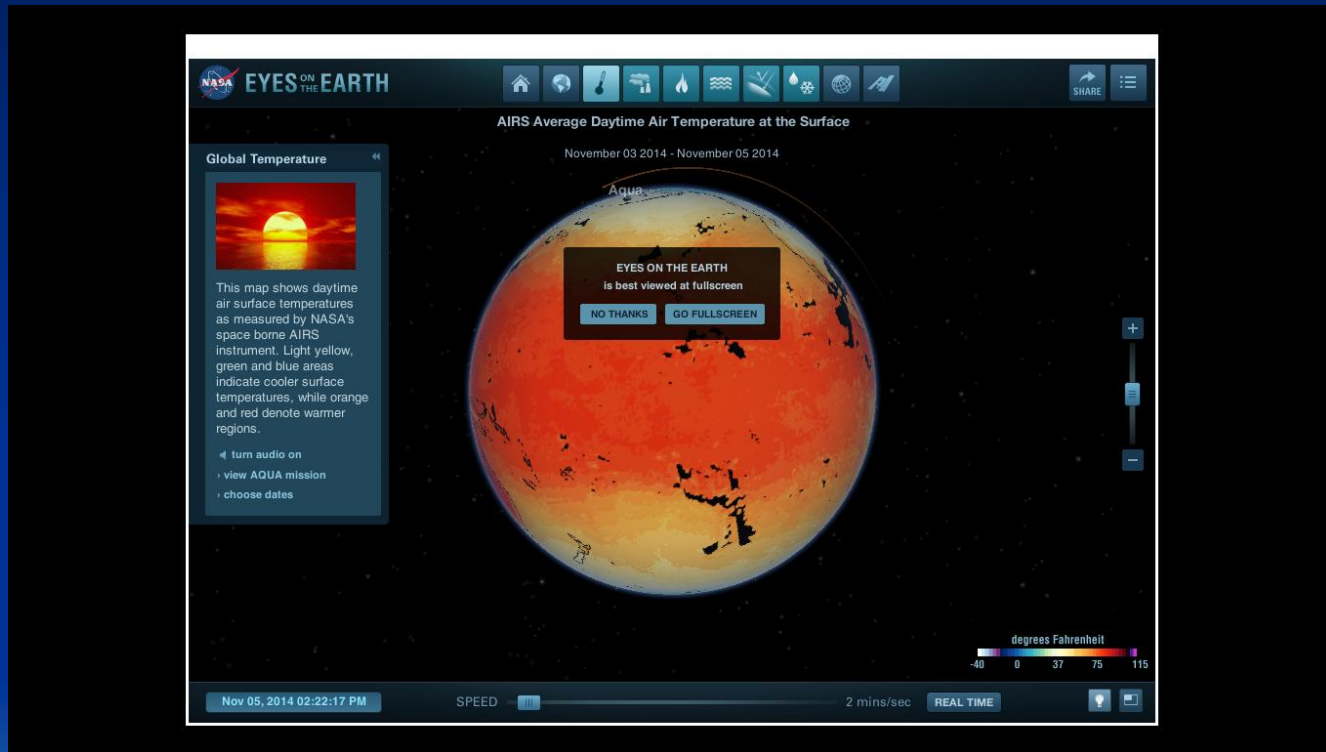 NASA
EYES ON THE EARTH
SHARE
AIRS Average Daytime Air Temperature at the Surface
November 03 2014 - November 05 2014
Global Temperature
This map shows daytime
air surface temperatures
as measured by NASA's
space borne AIRS
instrument. Light yellow,
green and blue areas
indicate cooler surface
temperatures, while orange
and red denote warmer
regions.
turn audio on
› view AQUA mission
› choose dates
Aqua
EYES ON THE EARTH
is best viewed at fullscreen
NO THANKS
GO FULLSCREEN
+
−
degrees Fahrenheit
-40 0 37 75 115
Nov 05, 2014 02:22:17 PM
SPEED
2 mins/sec
REAL TIME